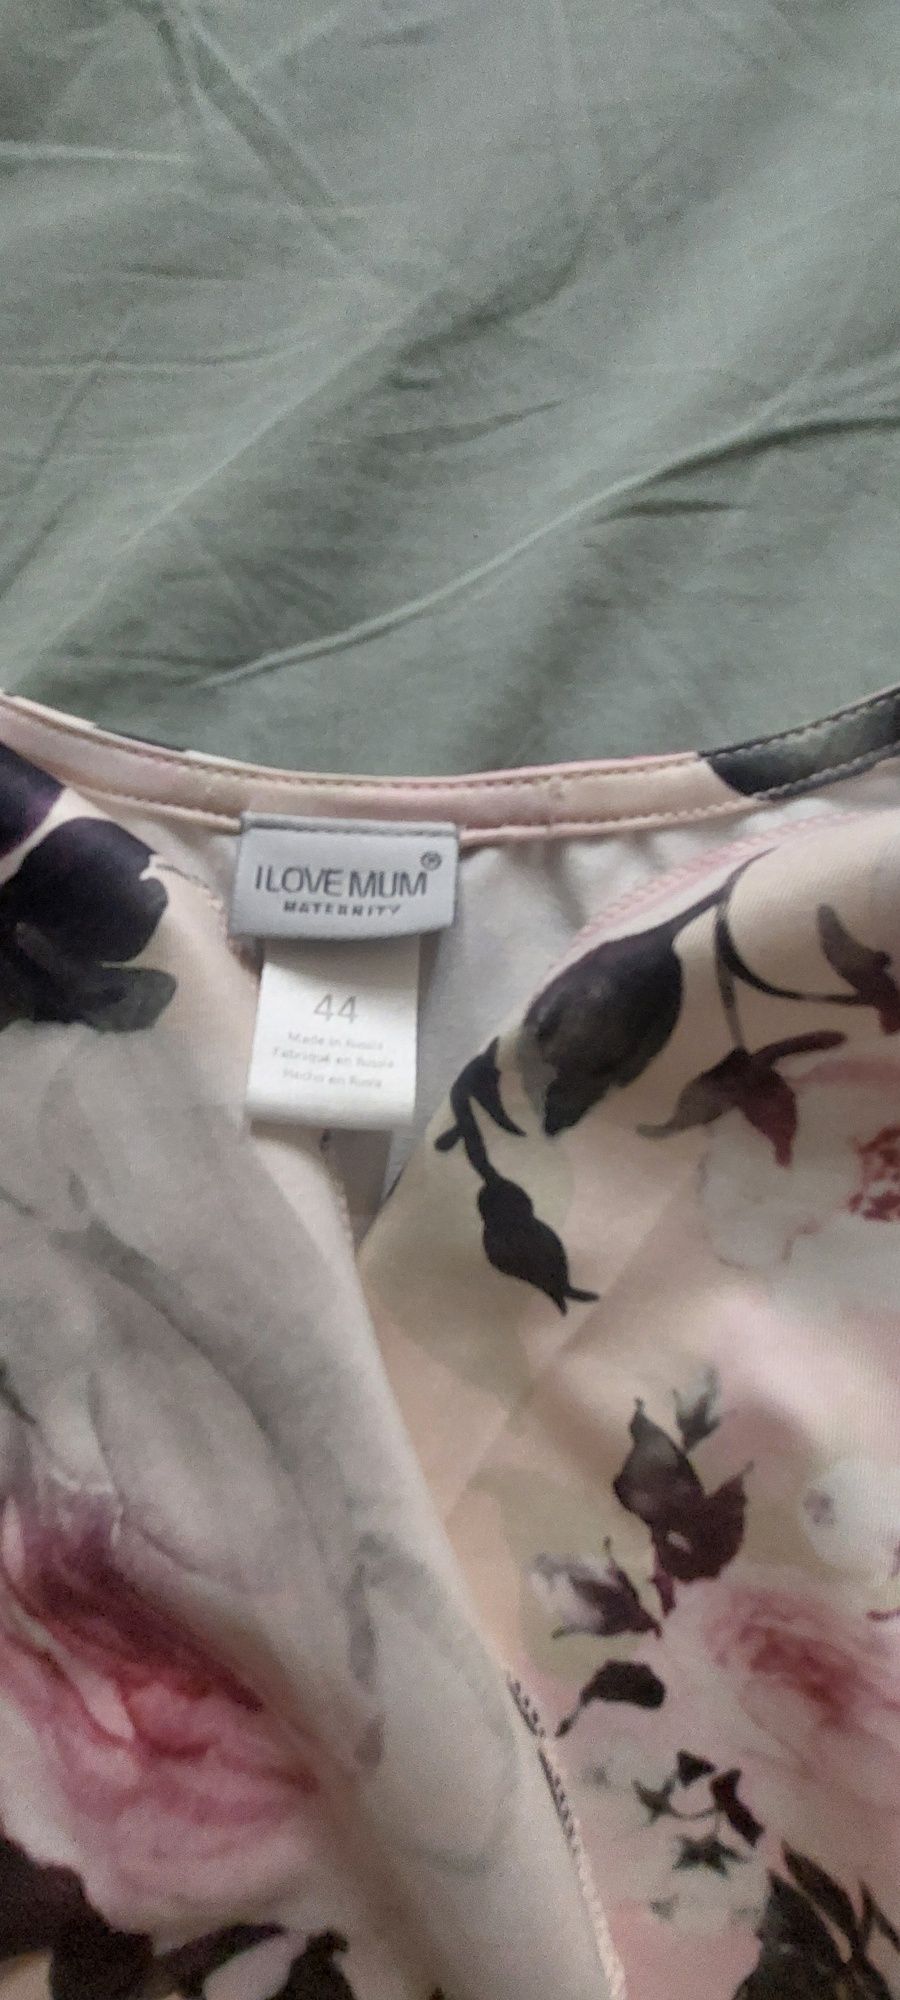 I LOVE MUM®
MATERNITY
44
Made in Russia
Fabriqué en Russie
Hecho en Rusia